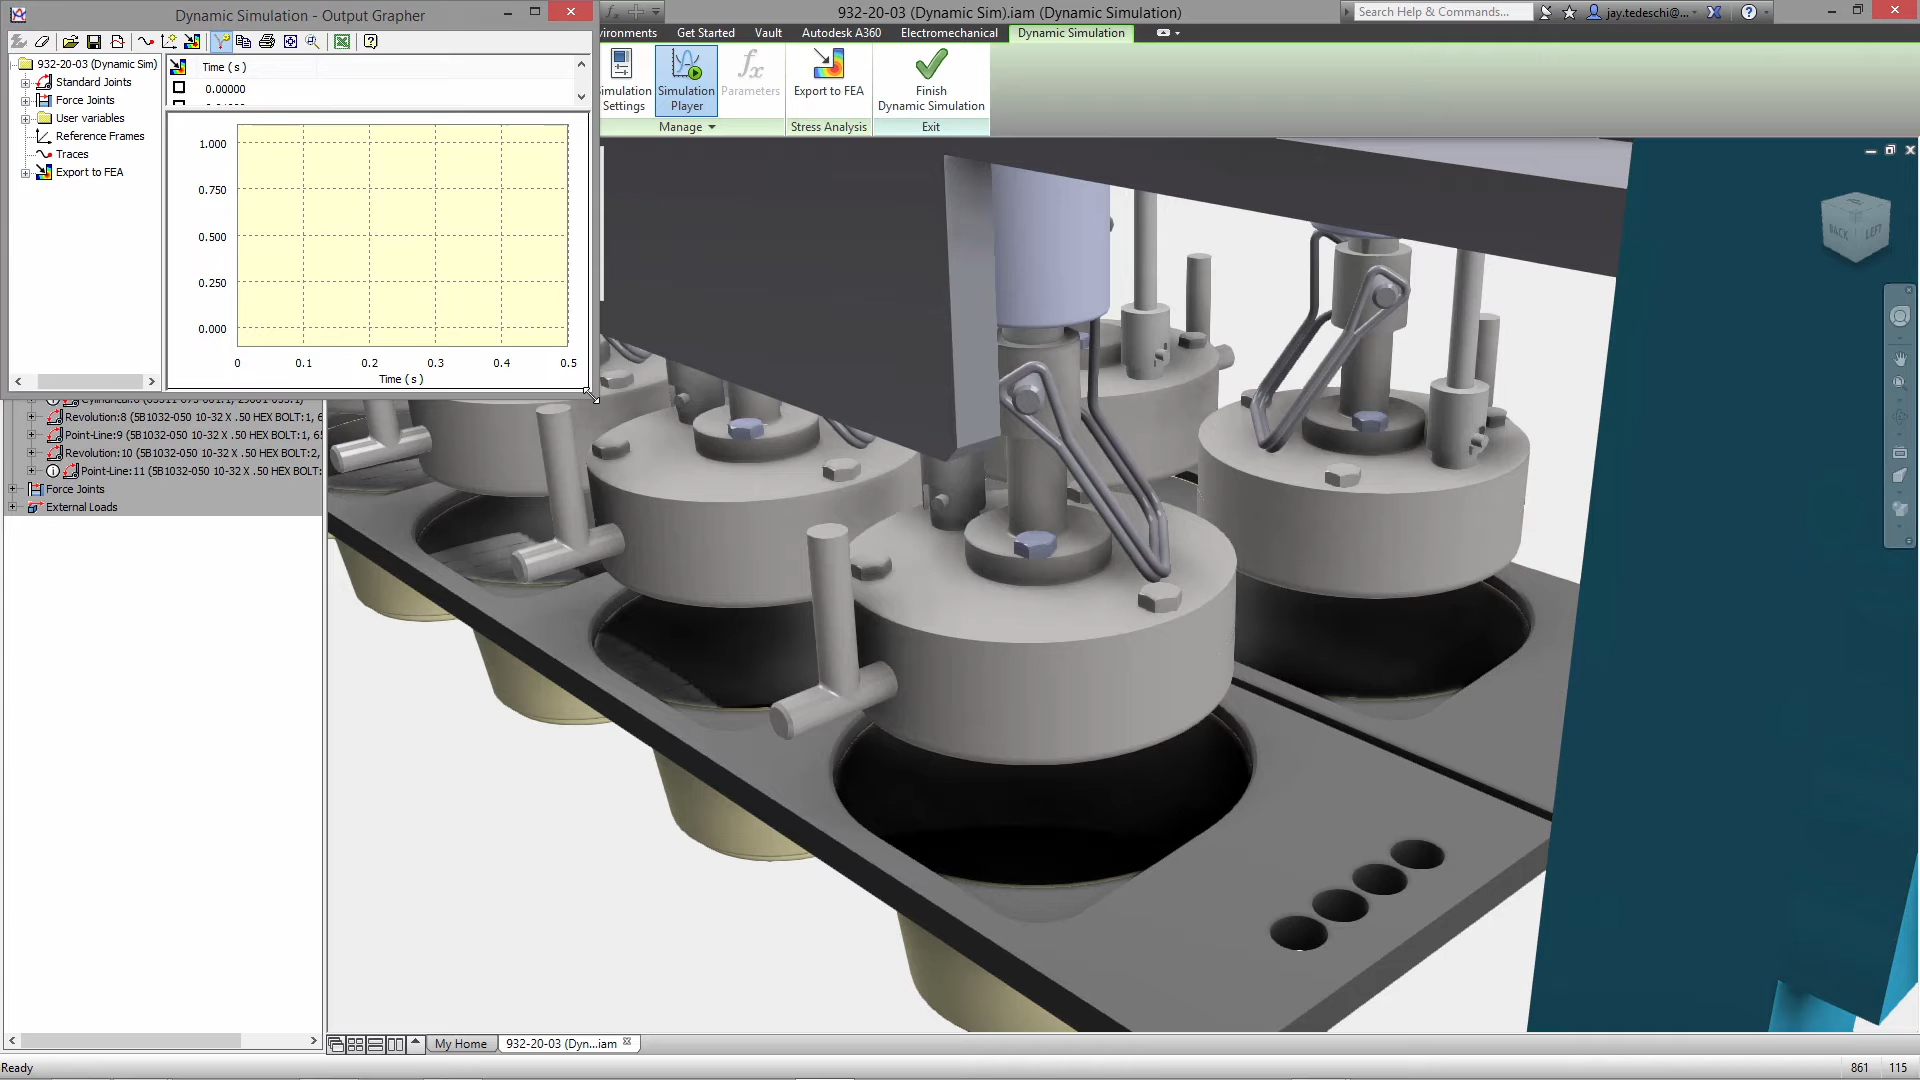 Dynamic Simulation - Output Grapher
932-20-03 (Dynamic Sim).iam (Dynamic Simulation)
Search Help & Commands...
jay.tedeschi@...
Get Started
Vault
Autodesk A360
Electromechanical
Dynamic Simulation
932-20-03 (Dynamic Sim)
Standard Joints
Force Joints
User variables
Reference Frames
Traces
Export to FEA
Time ( s )
0.00000
1.000
0.750
0.500
0.250
0.000
0
0.1
0.2
0.3
0.4
0.5
Time ( s )
Settings
Simulation
Player
Parameters
Manage
Export to FEA
Stress Analysis
Finish
Dynamic Simulation
Exit
BACK
LEFT
Revolution:8 (5B1032-050 10-32 X .50 HEX BOLT:1, 6
Point-Line:9 (5B1032-050 10-32 X .50 HEX BOLT:1, 65
Revolution:10 (5B1032-050 10-32 X .50 HEX BOLT:2,
Point-Line:11 (5B1032-050 10-32 X .50 HEX BOLT:
Force Joints
External Loads
My Home
932-20-03 (Dyn...iam
Ready
861
115